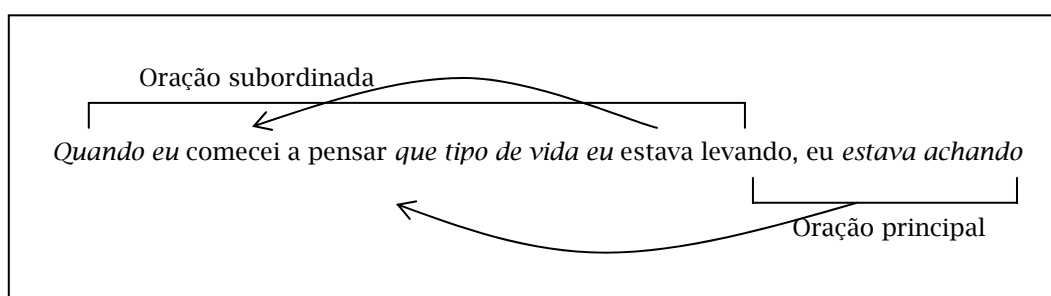 Oração subordinada
Quando eu comecei a pensar que tipo de vida eu estava levando, eu estava achando
Oração principal